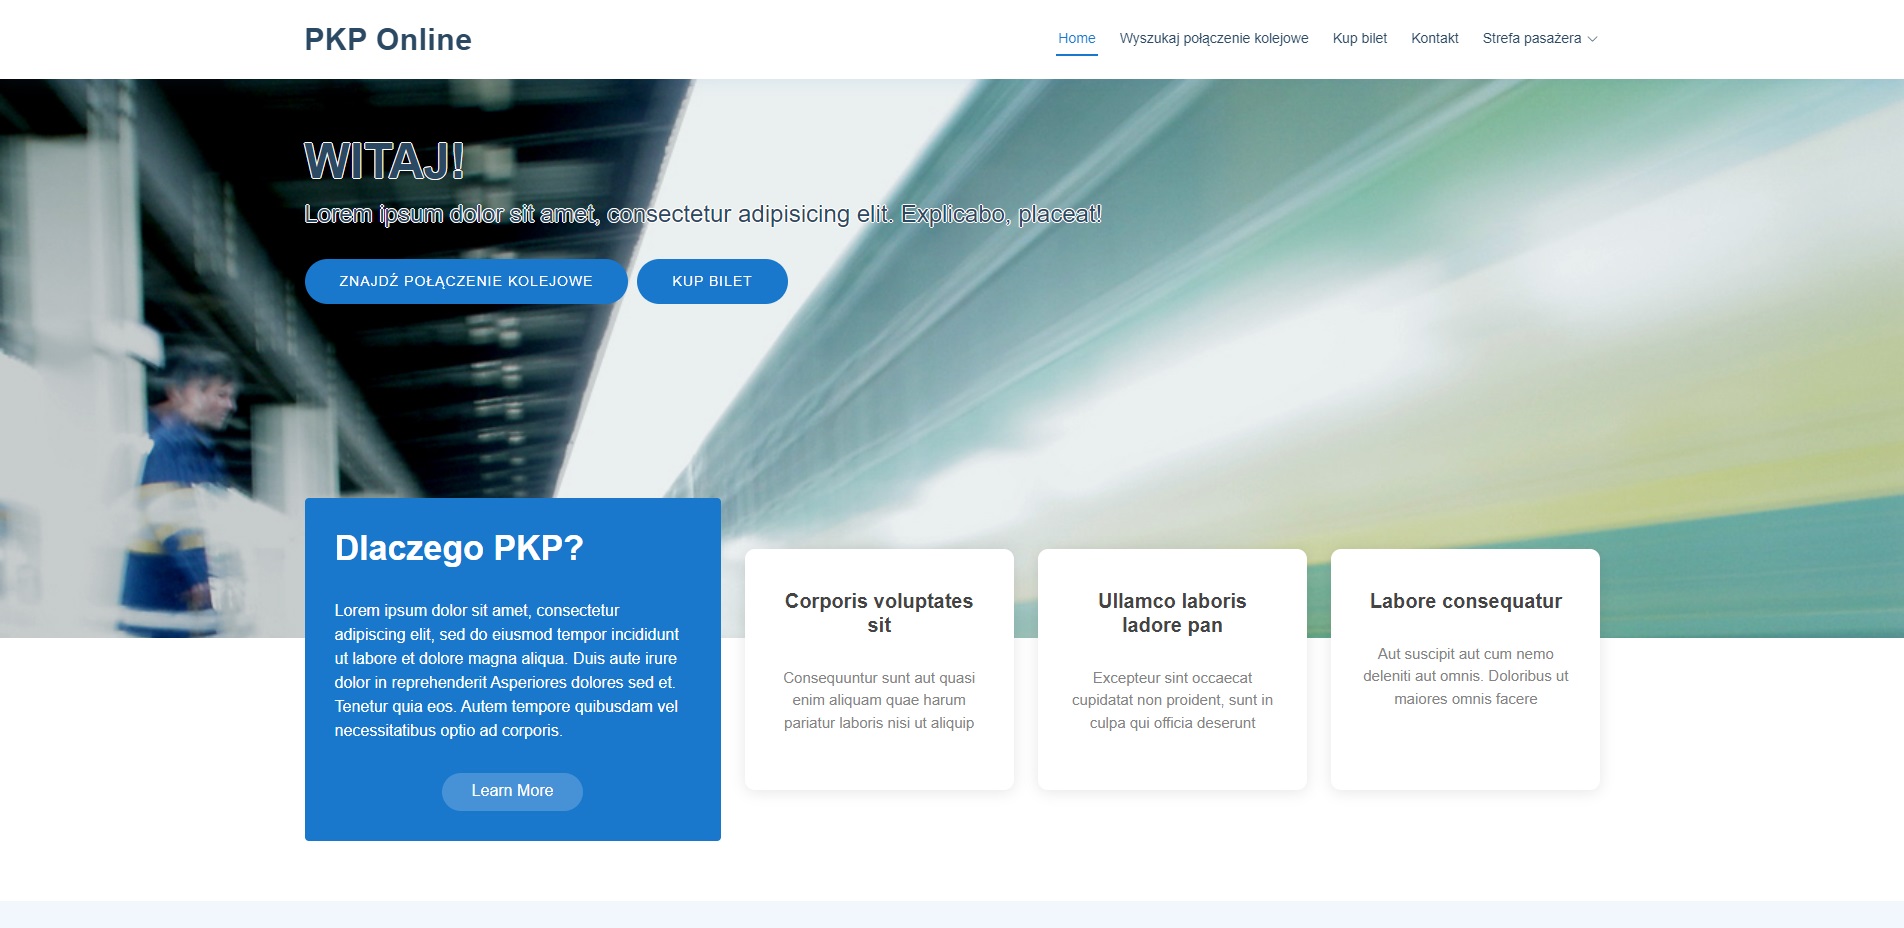 PKP Online
Home Wyszukaj połączenie kolejowe Kup bilet Kontakt Strefa pasażera
WITAJ!
Lorem ipsum dolor sit amet, consectetur adipisicing elit. Explicabo, placeat!
ZNAJDŹ POŁĄCZENIE KOLEJOWE KUP BILET
Dlaczego PKP?
Lorem ipsum dolor sit amet, consectetur
adipiscing elit, sed do eiusmod tempor incididunt
ut labore et dolore magna aliqua. Duis aute irure
dolor in reprehenderit Asperiores dolores sed et.
Tenetur quia eos. Autem tempore quibusdam vel
necessitatibus optio ad corporis.
Learn More
Corporis voluptates
sit
Consequuntur sunt aut quasi
enim aliquam quae harum
pariatur laboris nisi ut aliquip
Ullamco laboris
ladore pan
Excepteur sint occaecat
cupidatat non proident, sunt in
culpa qui officia deserunt
Labore consequatur
Aut suscipit aut cum nemo
deleniti aut omnis. Doloribus ut
maiores omnis facere